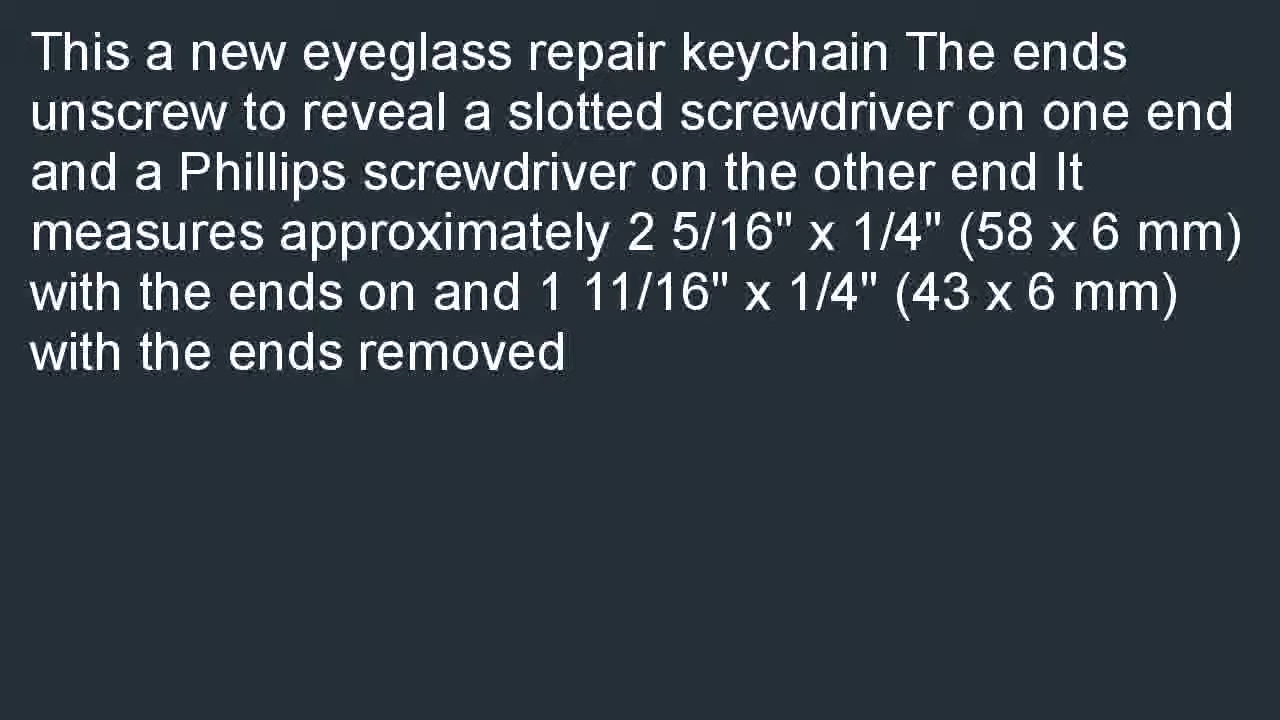 This a new eyeglass repair keychain The ends
unscrew to reveal a slotted screwdriver on one end
and a Phillips screwdriver on the other end It
measures approximately 2 5/16" x 1/4" (58 x 6 mm)
with the ends on and 1 11/16" x 1/4" (43 x 6 mm)
with the ends removed